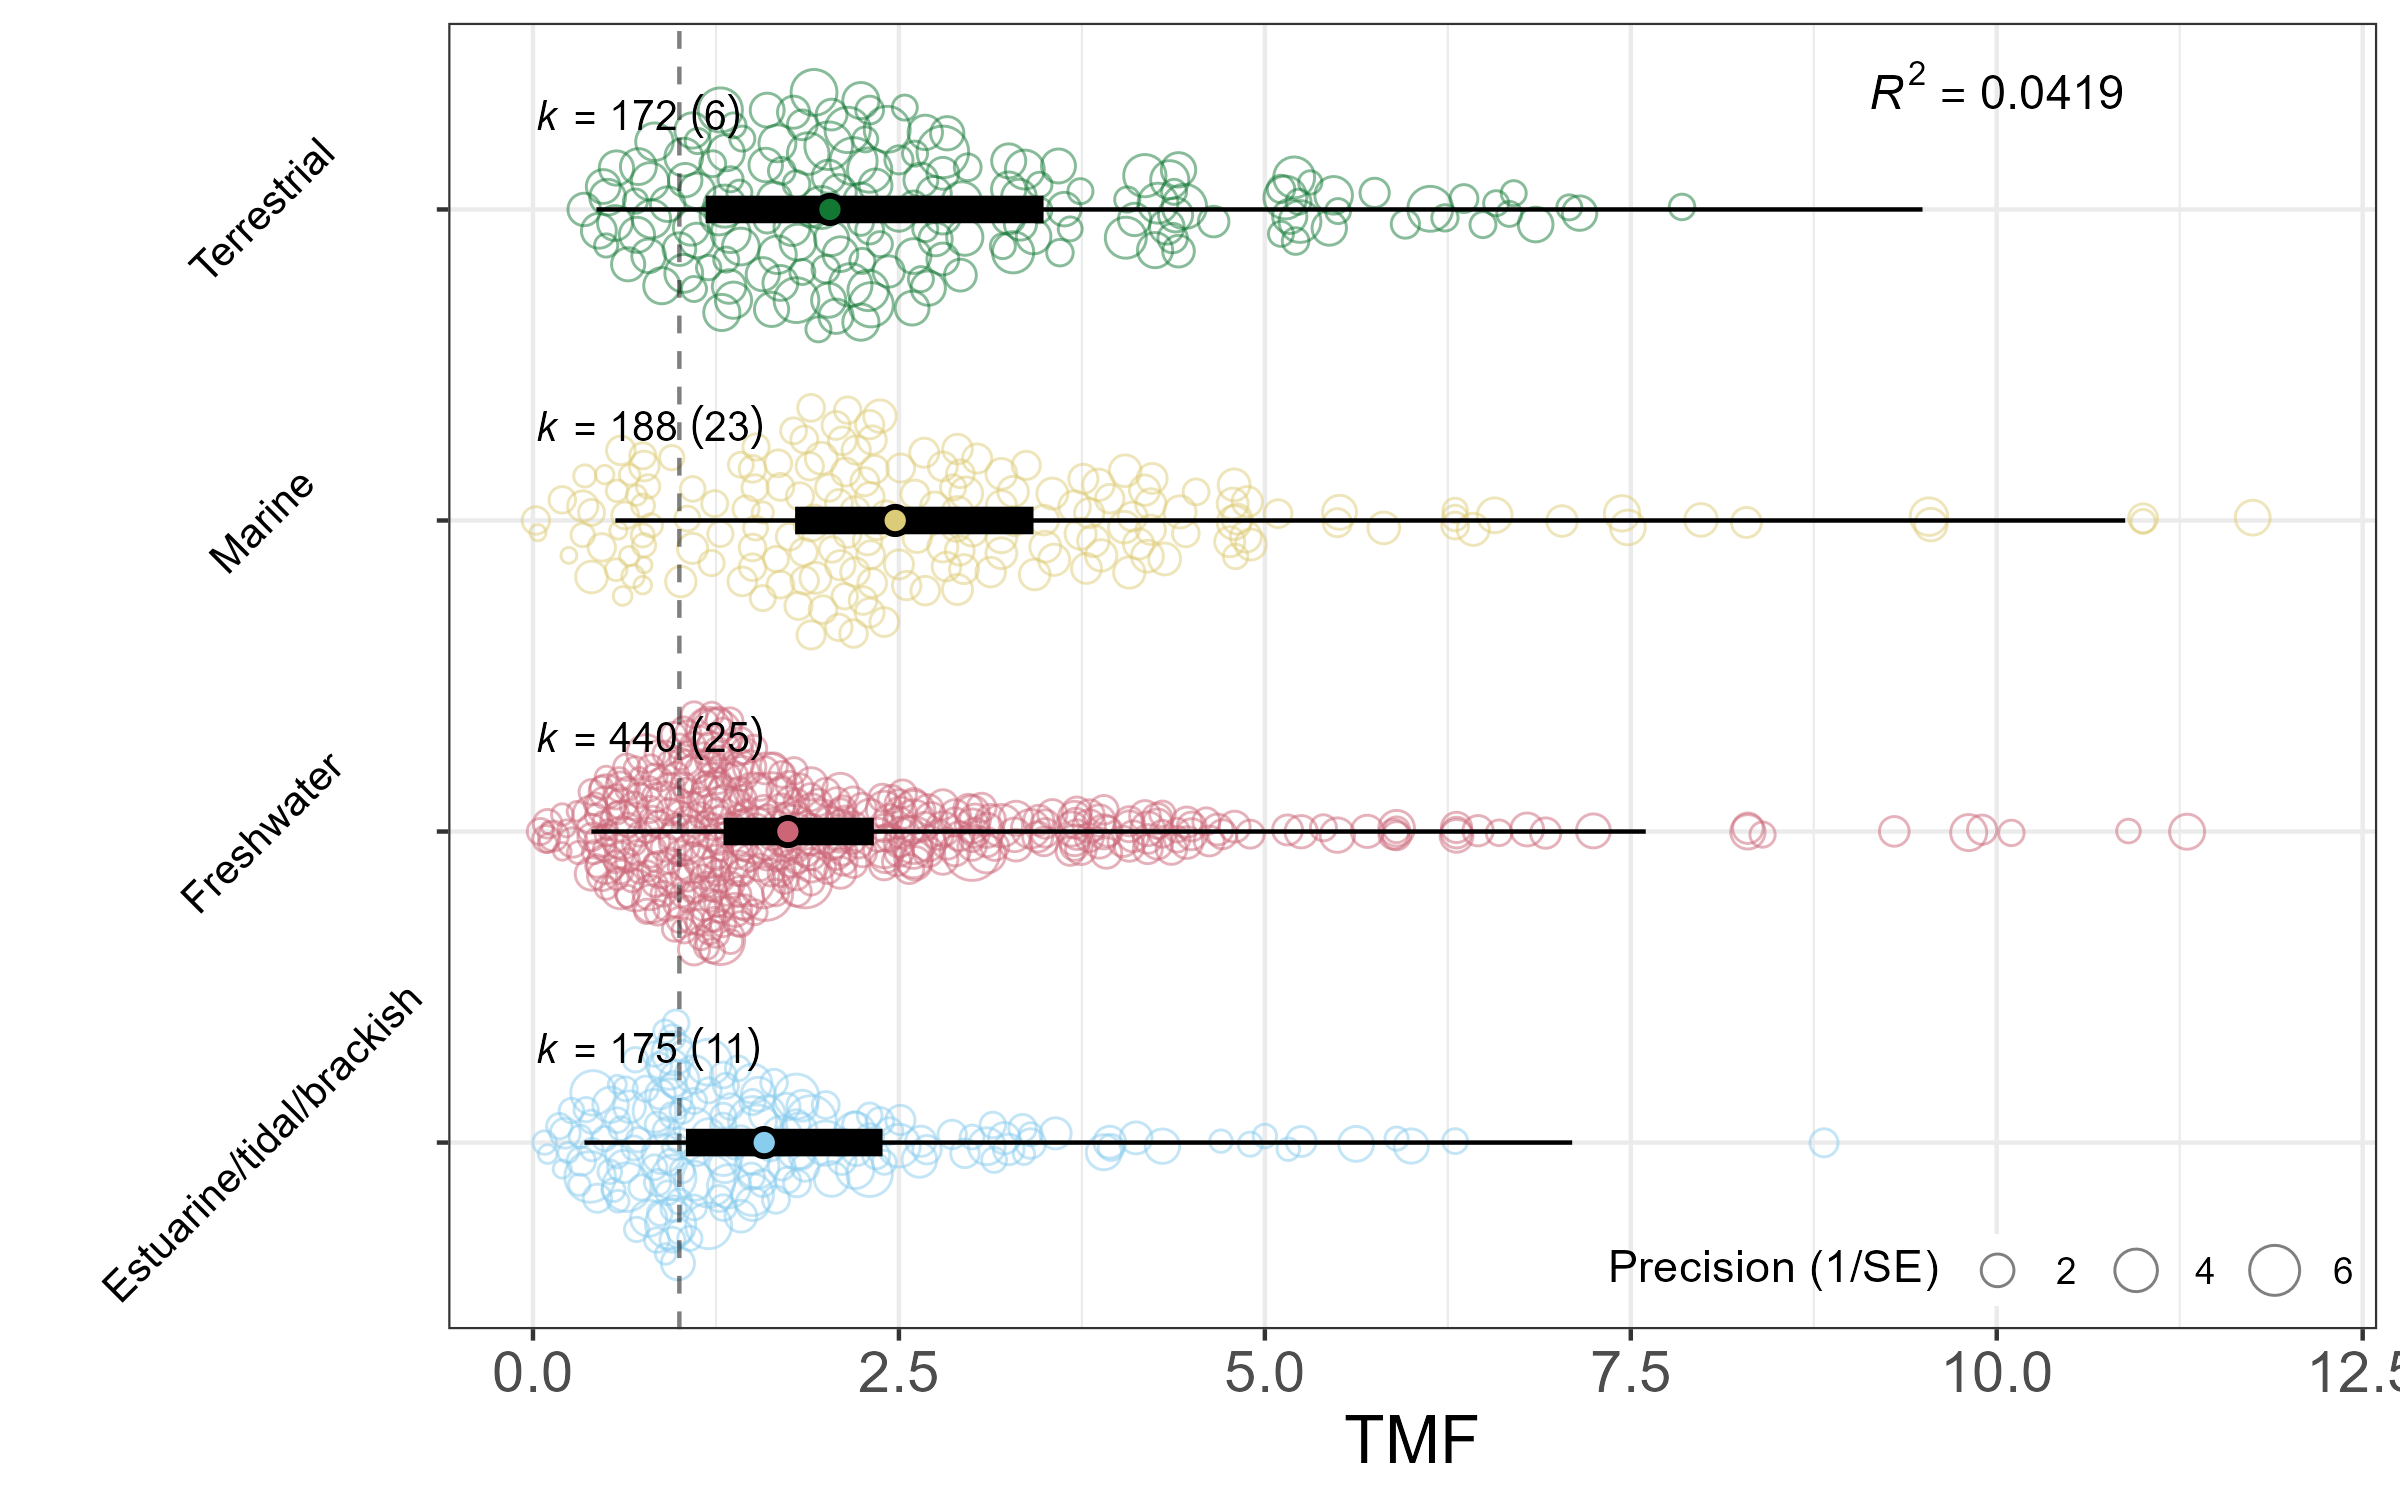 R² = 0.0419
Terrestrial
k = 172 (6)
Marine
k = 188 (23)
Freshwater
k = 440 (25)
Estuarine/tidal/brackish
k = 175 (11)
Precision (1/SE) 2 4 6
0.0 2.5 5.0 7.5 10.0 12.5
TMF